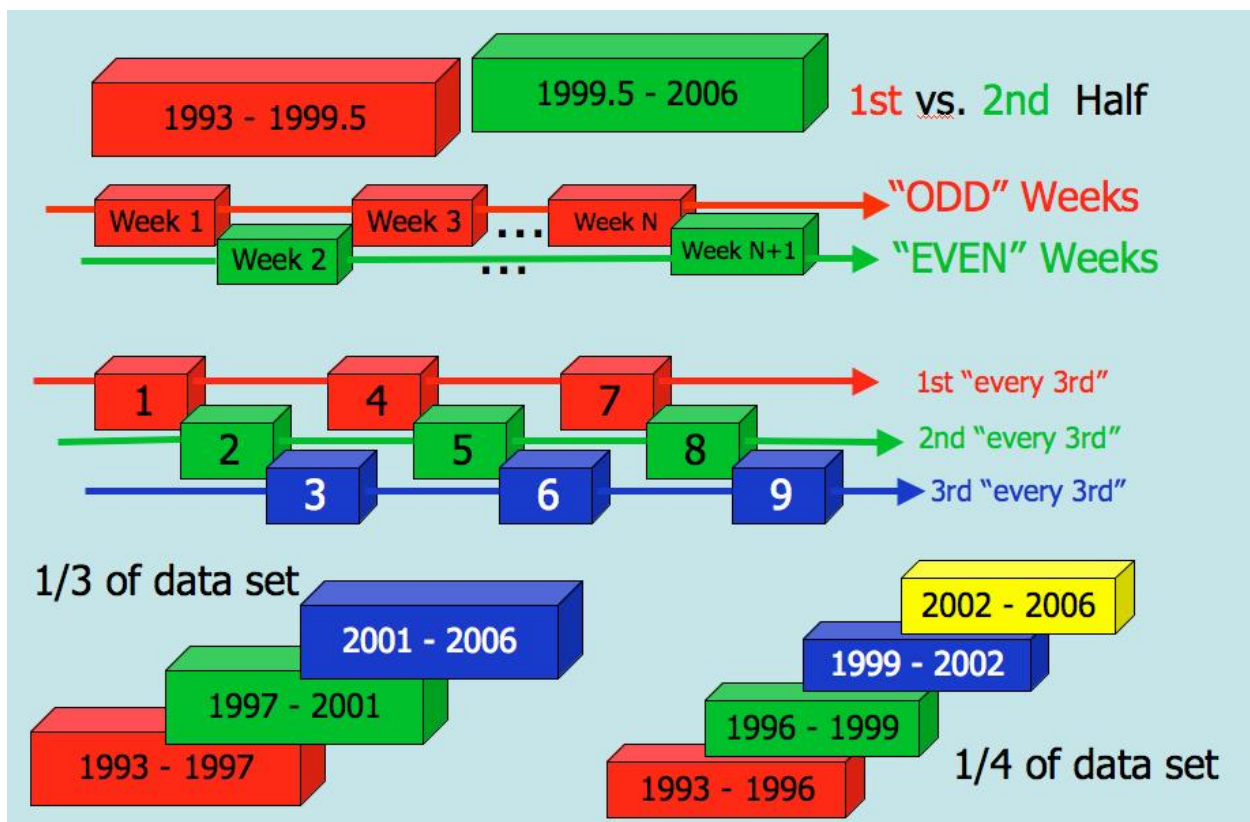 1993 - 1999.5
1999.5 - 2006
1st vs. 2nd Half
Week 1
Week 3
...
Week N
“ODD” Weeks
Week 2
...
Week N+1
“EVEN” Weeks
1
4
7
1st “every 3rd”
2
5
8
2nd “every 3rd”
3
6
9
3rd “every 3rd”
1/3 of data set
2001 - 2006
1997 - 2001
1993 - 1997
2002 - 2006
1999 - 2002
1996 - 1999
1993 - 1996
1/4 of data set